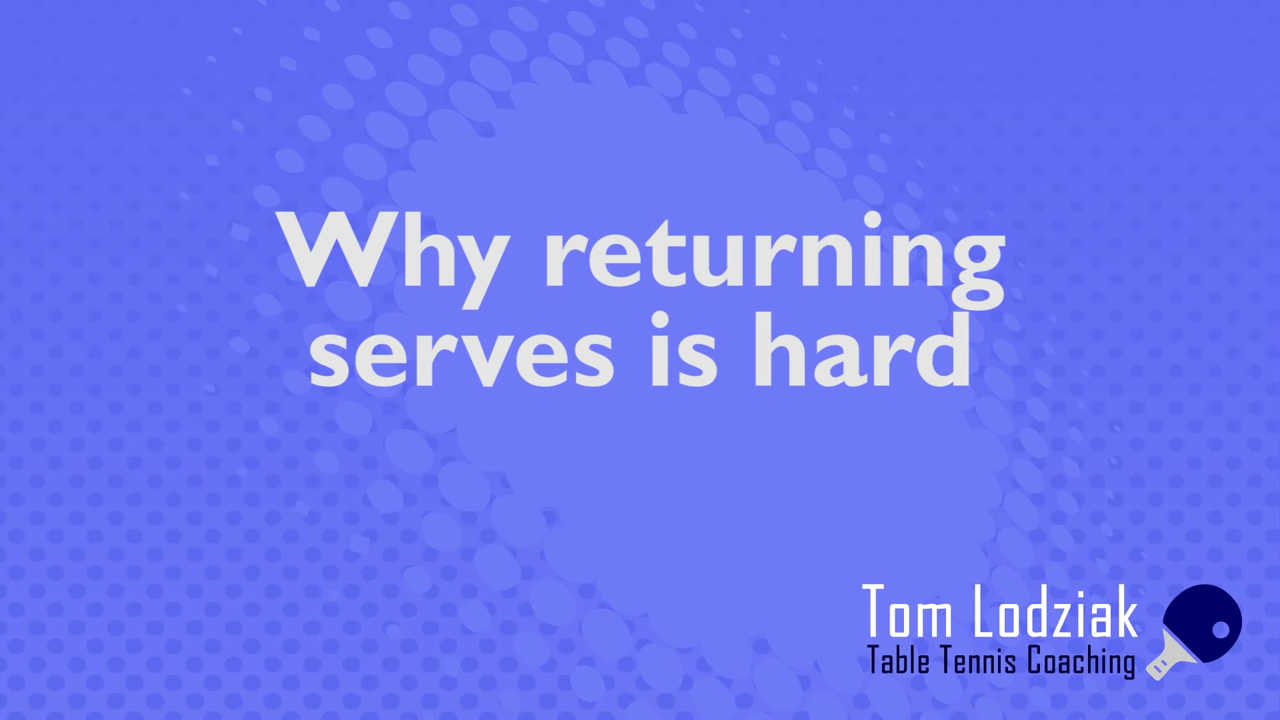 Why returning
serves is hard
Tom Lodziak
Table Tennis Coaching